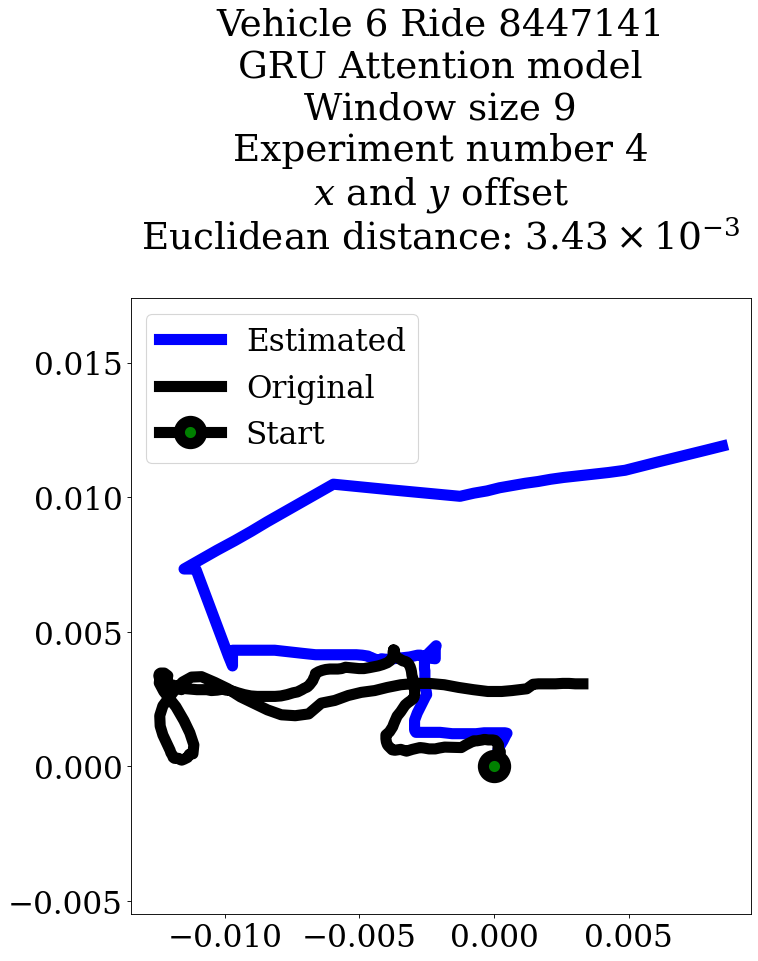 Vehicle 6 Ride 8447141
GRU Attention model
Window size 9
Experiment number 4
x and y offset
Euclidean distance: 3.43 × 10⁻³
Estimated
Original
Start
0.015
0.010
0.005
0.000
−0.005
−0.010 −0.005 0.000 0.005